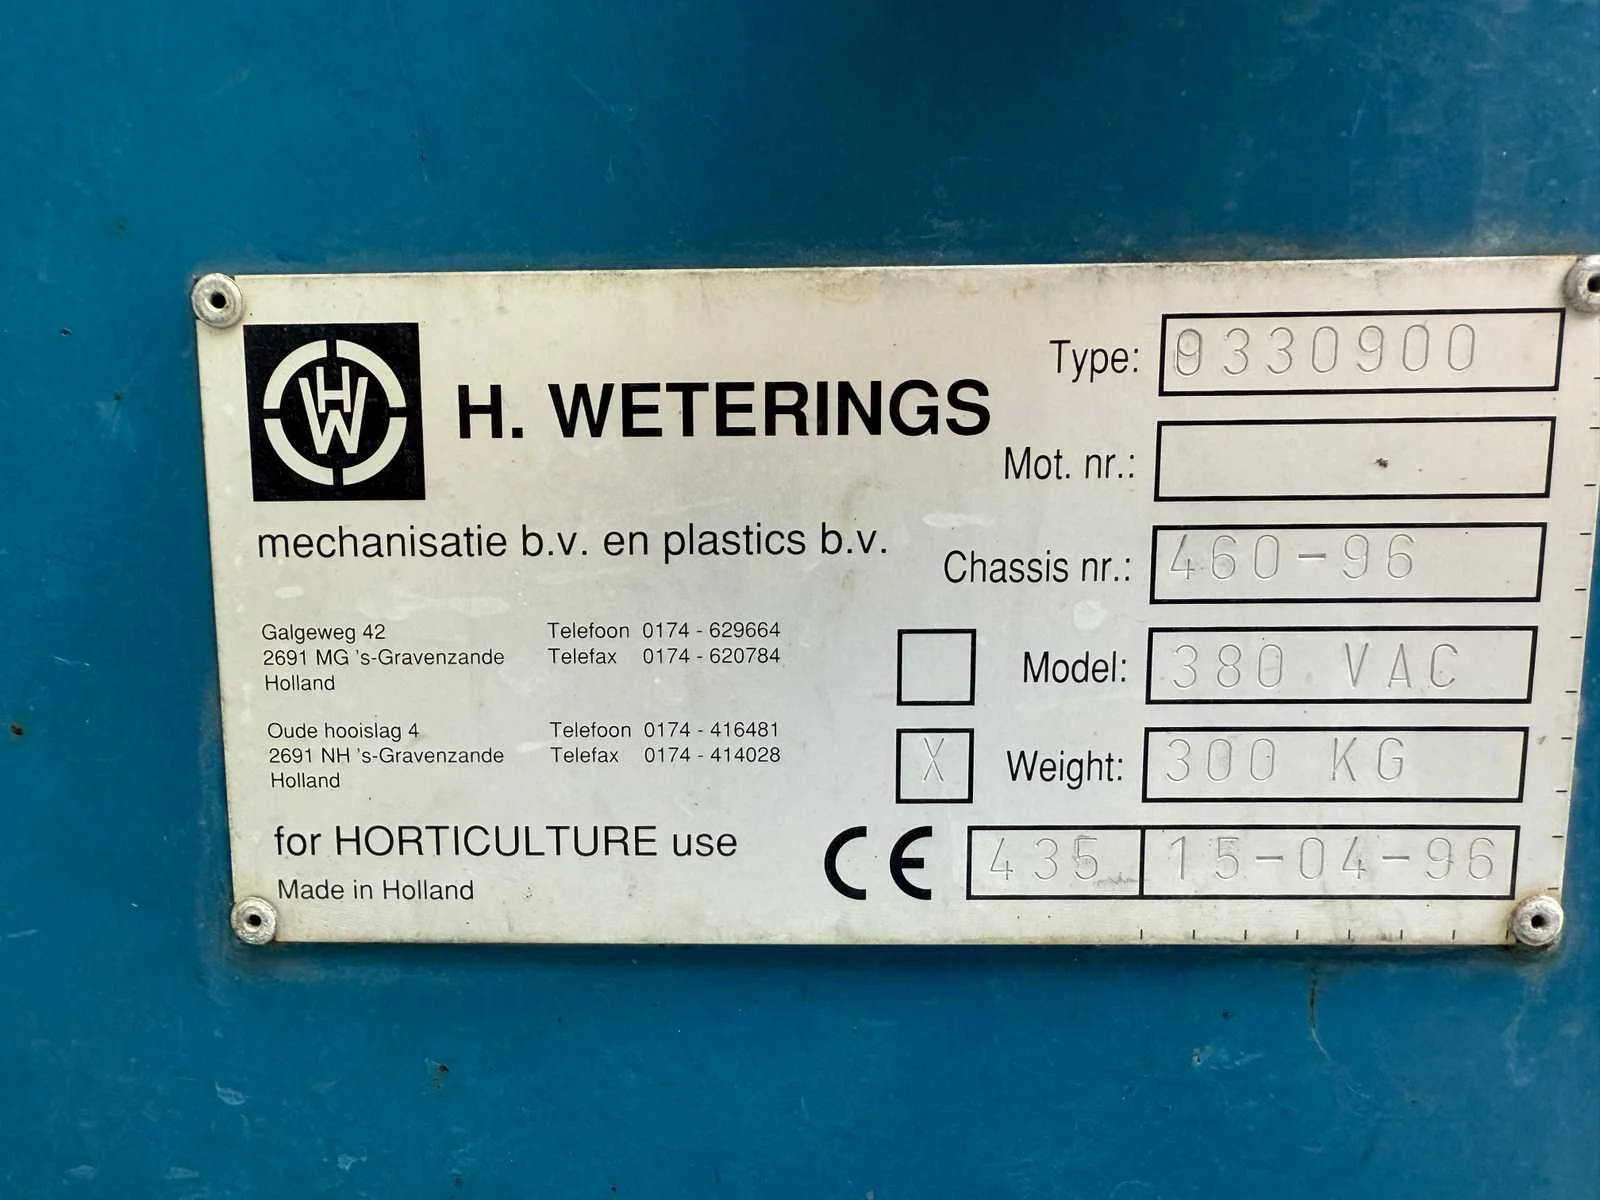 HW
H. WETERINGS
mechanisatie b.v. en plastics b.v.
Galgeweg 42
2691 MG 's-Gravenzande
Holland
Telefoon 0174 - 629664
Telefax 0174 - 620784
Oude hooislag 4
2691 NH 's-Gravenzande
Holland
Telefoon 0174 - 416481
Telefax 0174 - 414028
for HORTICULTURE use
Made in Holland
Type: 0330900
Mot. nr.:
Chassis nr.: 460-96
Model: 380 VAC
X Weight: 300 KG
CE 435 15-04-96